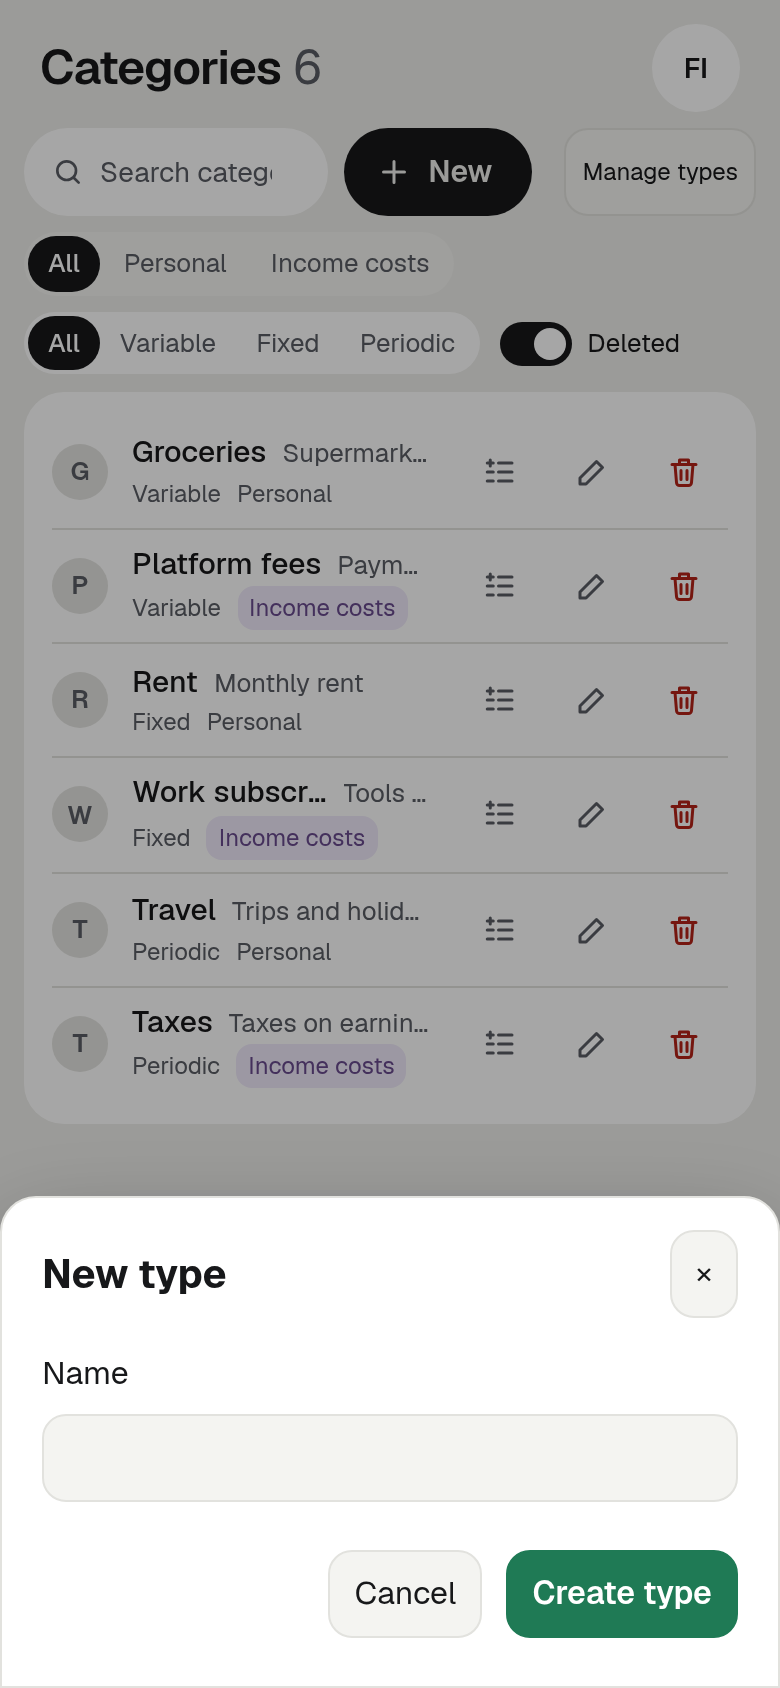 Categories 6
FI
Search categ
New
Manage types
All Personal Income costs
All Variable Fixed Periodic Deleted
G
Groceries Supermark…
Variable Personal
P
Platform fees Paym…
Variable Income costs
R
Rent Monthly rent
Fixed Personal
W
Work subscr… Tools …
Fixed Income costs
T
Travel Trips and holid…
Periodic Personal
T
Taxes Taxes on earnin…
Periodic Income costs
New type
×
Name
Cancel
Create type